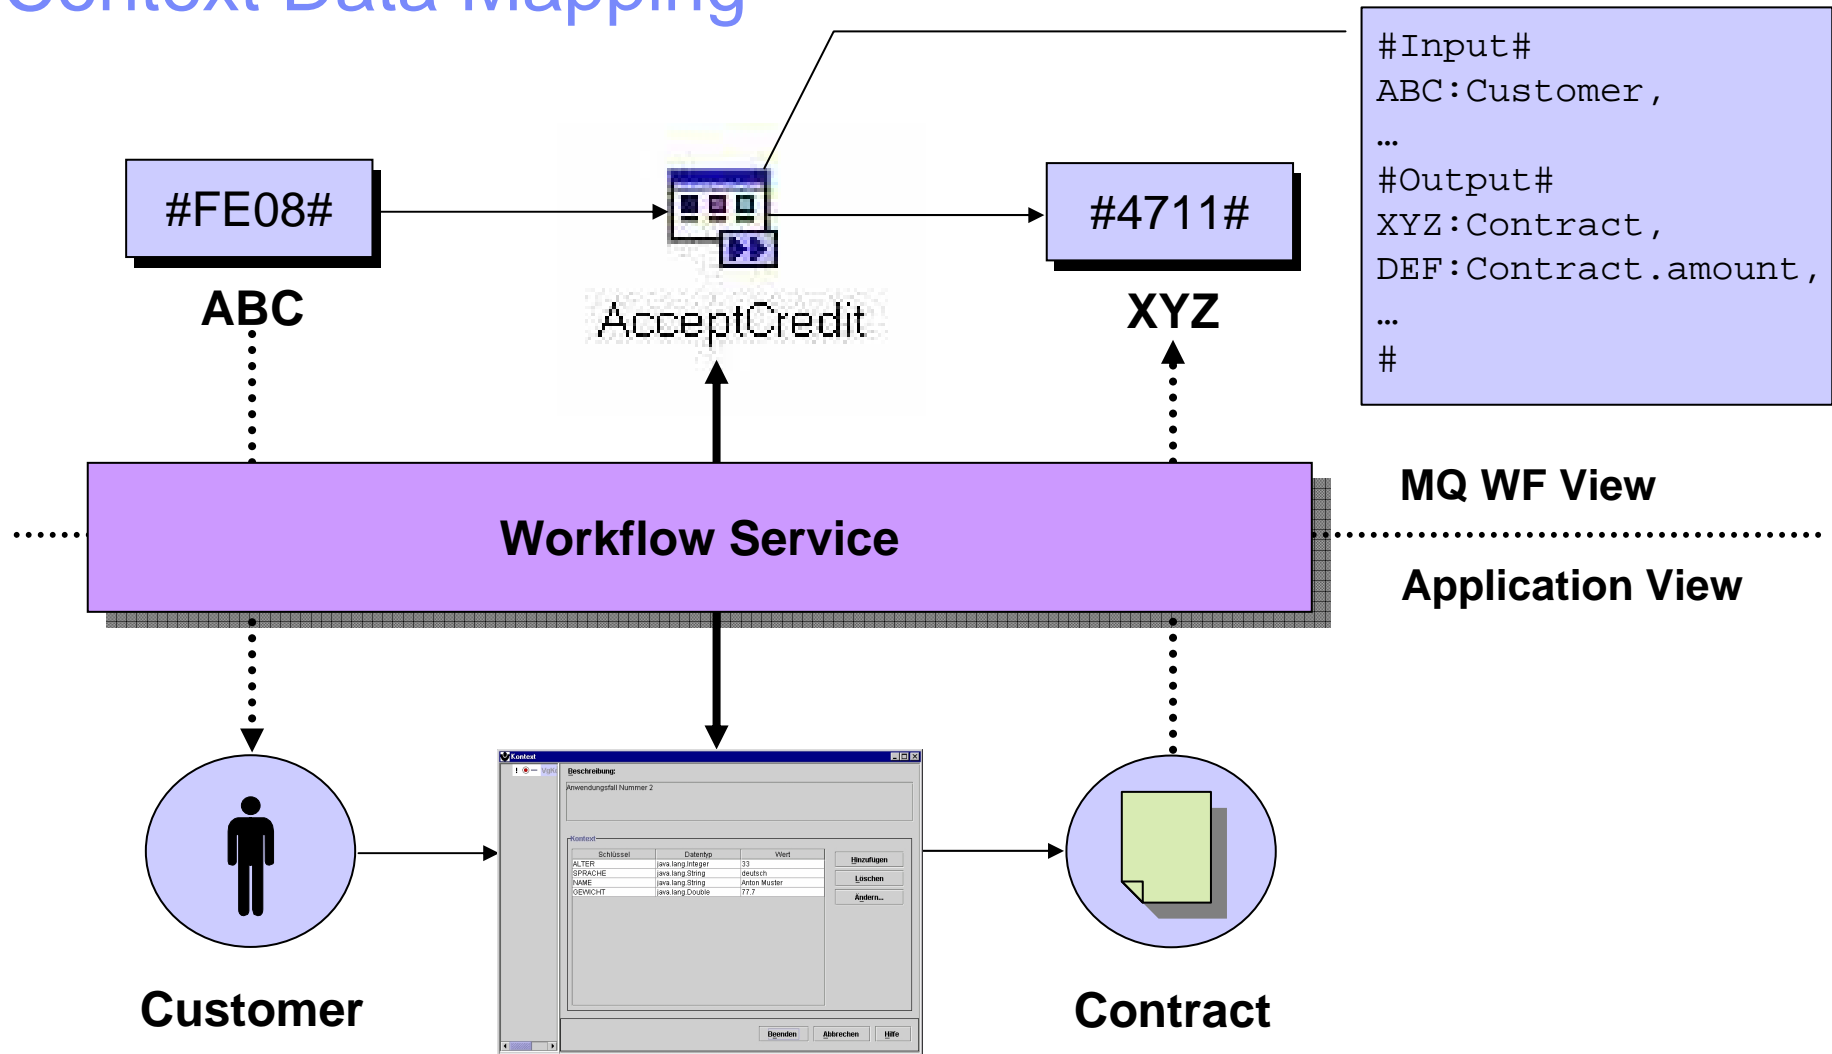 Context Data Mapping
#Input#
ABC:Customer,
…
#Output#
XYZ:Contract,
DEF:Contract.amount,
…
#
#FE08#
#4711#
ABC
AcceptCredit
XYZ
MQ WF View
Workflow Service
Application View
Kontext
Beschreibung:
Anwendungsfall Nummer 2
Kontext
Schlüssel Datentyp Wert
ALTER java.lang.Integer 33
SPRACHE java.lang.String deutsch
NAME java.lang.String Anton Muster
GEWICHT java.lang.Double 77.7
Hinzufügen
Löschen
Ändern...
Beenden Abbrechen Hilfe
Customer
Contract